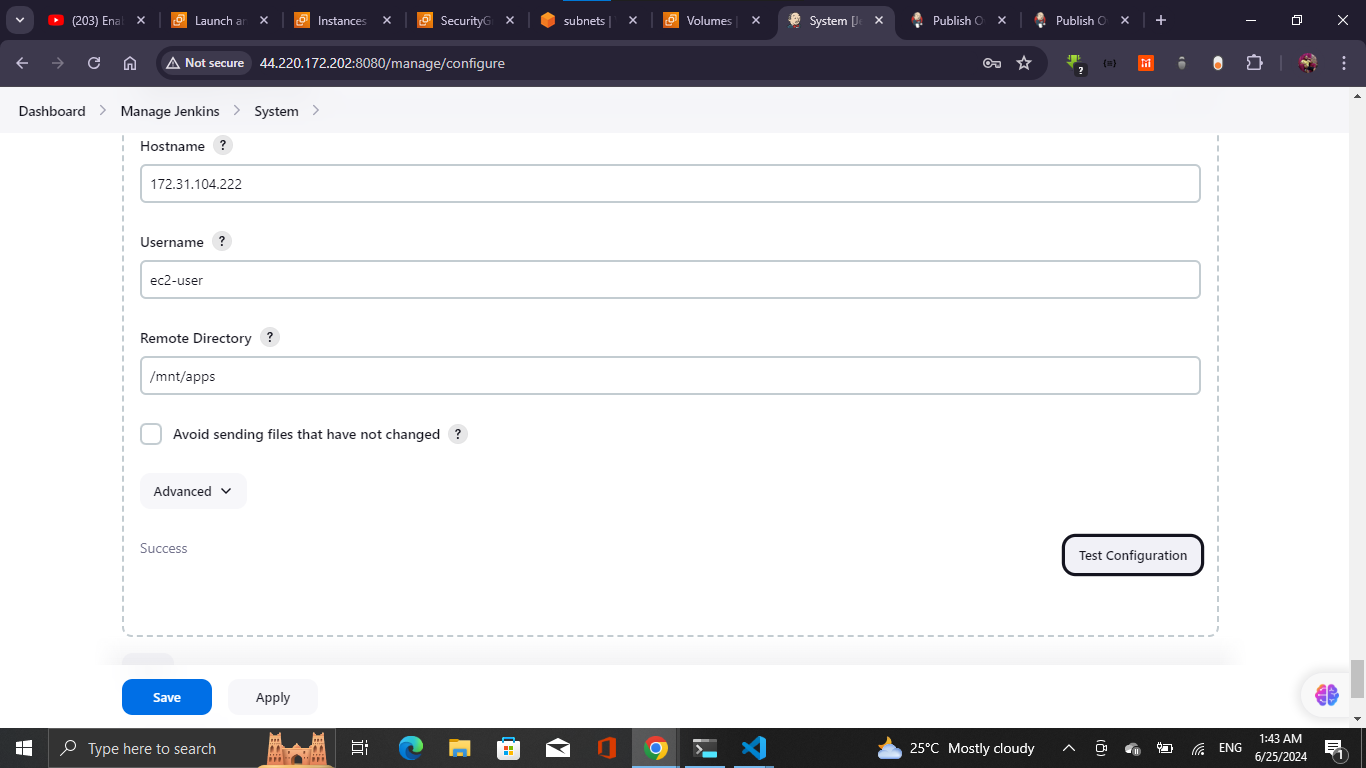 (203) Enal
Launch an
Instances
SecurityG
subnets |
Volumes |
System [Je
Publish O
Publish O
Not secure
44.220.172.202:8080/manage/configure
Dashboard
Manage Jenkins
System
Hostname ?
172.31.104.222
Username ?
ec2-user
Remote Directory ?
/mnt/apps
Avoid sending files that have not changed ?
Advanced
Success
Test Configuration
Save
Apply
Type here to search
25°C Mostly cloudy
ENG
1:43 AM
6/25/2024
1